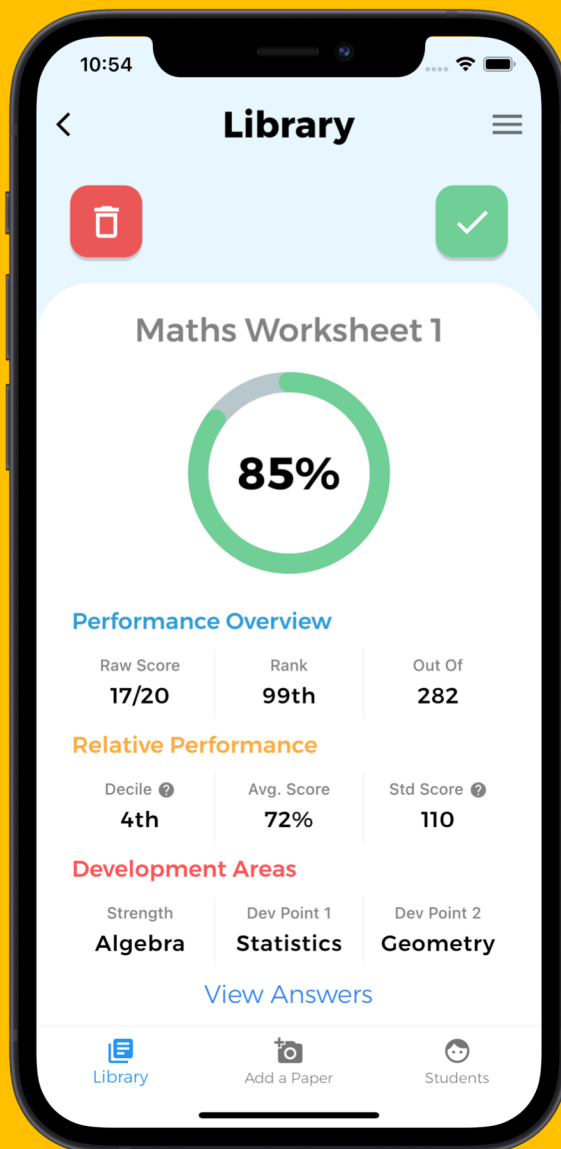 10:54
Library
Maths Worksheet 1
85%
Performance Overview
Raw Score Rank Out Of
17/20 99th 282
Relative Performance
Decile ? Avg. Score Std Score ?
4th 72% 110
Development Areas
Strength Dev Point 1 Dev Point 2
Algebra Statistics Geometry
View Answers
Library Add a Paper Students